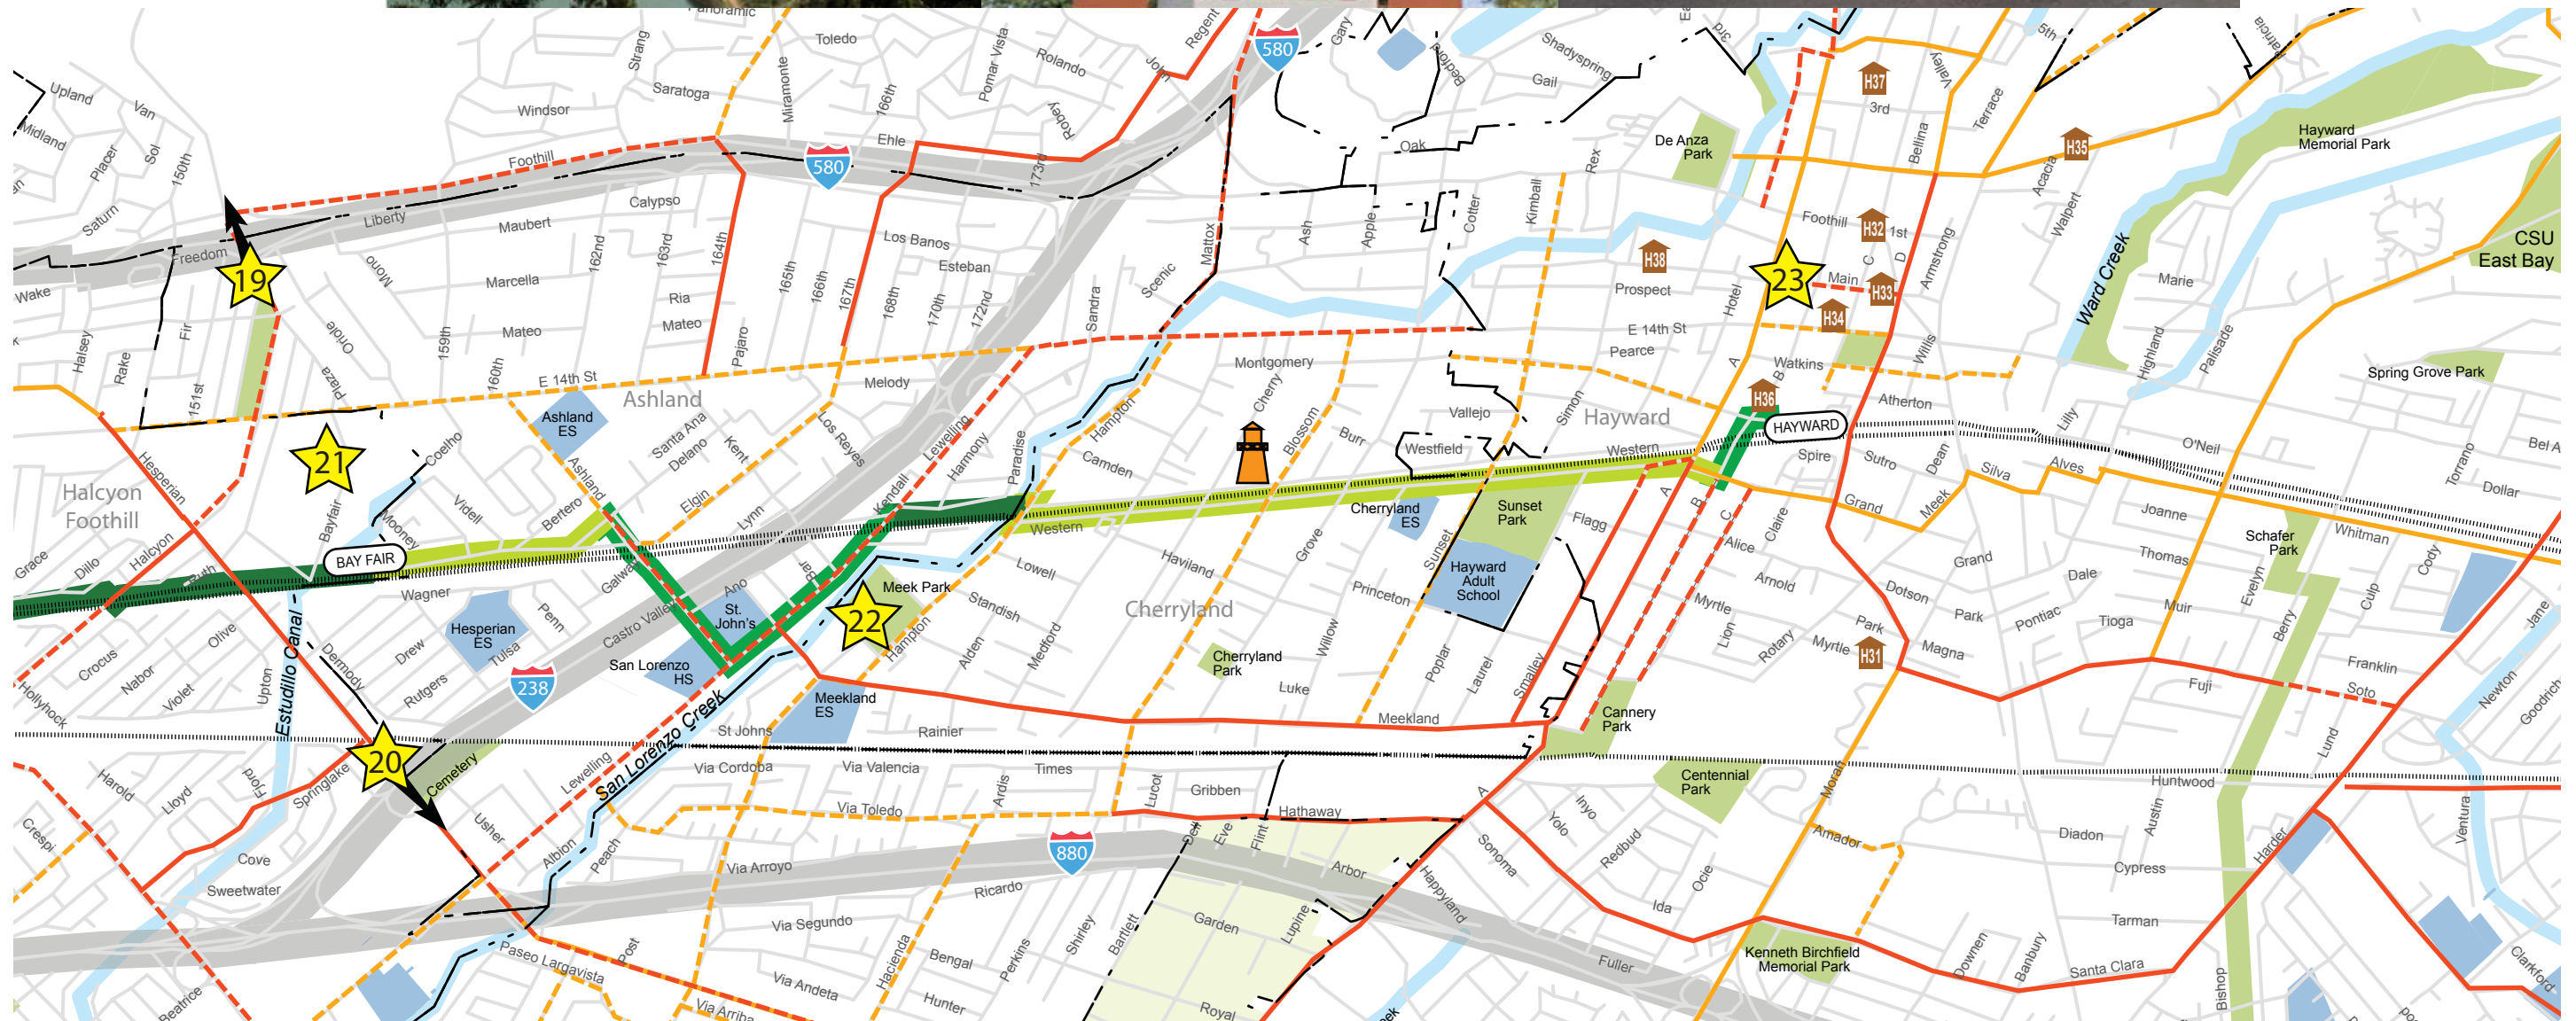 Panoramic
Toledo
Strang
Miramonte
Saratoga
Windsor
166th
Pomar Vista
Rolando
Robey
John
Regent
580
Gary
Bedford
Shadyspring
Gail
3rd
5th
Patricia
H37
3rd
Valley
Terrace
Bellina
Hayward
Memorial Park
Upland
Van
Midland
Placer
Sol
150th
Saturn
Foothill
Ehle
580
173rd
Oak
Rex
De Anza
Park
H35
Acacia
Walpert
Liberty
Freedom
Maubert
Calypso
162nd
163rd
164th
Los Banos
Esteban
165th
166th
167th
168th
170th
172nd
Mattox
Scenic
Sandra
Ash
Apple
Cotter
Kimball
H38
Prospect
Hotel
Foothill
H32
1st
C
D
Main
H33
H34
23
Armstrong
Ward Creek
Marie
CSU
East Bay
Wake
19
Mono
Marcella
Ria
Mateo
Mateo
Pajaro
Halsey
Rake
Fir
151st
Oriole
Plaza
159th
160th
E 14th St
Ashland
Melody
Montgomery
E 14th St
Pearce
A
B
Watkins
Willis
Highland
Palisade
Spring Grove Park
Ashland
ES
Santa Ana
Delano
Kent
Los Reyes
Lewelling
Harmony
Paradise
Hampton
Camden
Cherry
Blossom
Burr
Vallejo
Westfield
Simon
Hayward
Western
H36
HAYWARD
Atherton
Spire
Sutro
Dean
Silva
Alves
Lilly
O'Neil
Torrano
Bel A
Dollar
21
Hesperian
Halcyon
Foothill
Coelho
Videll
Berfero
Ashland
Elgin
Lynn
Kendall
Western
Cherryland
ES
Sunset
Park
Flagg
A
B
C
Alice
Claire
Grand
Meek
Joanne
Schafer
Park
Whitman
Cody
Bayfair
Mooney
BAY FAIR
Grace
Dillo
Halcyon
Ruth
Wagner
Galway
Ano
Castro Valley
St.
John's
Meek Park
22
Lowell
Haviland
Grove
Princeton
Sunset
Hayward
Adult
School
Arnold
Myrtle
Grand
Thomas
Dale
Dotson
Park
Pontiac
Muir
Tioga
Evelyn
Berry
Culp
Jane
Estudillo Canal
Crocus
Nabor
Olive
Violet
Hollyhock
Upton
Dermody
Drew
Rutgers
Hesperian
ES
Tulsa
Penn
238
San Lorenzo
HS
San Lorenzo Creek
Hampton
Standish
Alden
Medford
Cherryland
Cherryland
Park
Luke
Willow
Poplar
Laurel
Smalley
Lion
Rotary
Myrtle
Park
H31
Magna
Fuji
Franklin
Soto
Newton
Goodrich
Meekland
ES
St Johns
Rainier
Meekland
Cannery
Park
Lund
20
Cemetery
Harold
Lloyd
Ford
Springlake
Crespi
Usher
Lewelling
Via Cordoba
Via Valencia
Times
Ardis
Lucot
Gribben
Hathaway
A
Centennial
Park
Moran
Huntwood
Austin
Ventura
Via Toledo
Dell
Eve
Flint
Sonoma
Yolo
Inyo
Redbud
Amador
Diadon
Harder
Cove
Sweetwater
Albion
Peach
Via Arroyo
880
Ricardo
Arbor
Happyland
Ocie
Ida
Cypress
Via Segundo
Garden
Lupine
Tarman
Paseo Largavista
Post
Hacienda
Bengal
Perkins
Shirley
Bartlett
Fuller
Kenneth Birchfield
Memorial Park
Downen
Banbury
Santa Clara
Bishop
Clarkford
Beatrice
Via Andeta
Hunter
Royal
Via Arriba